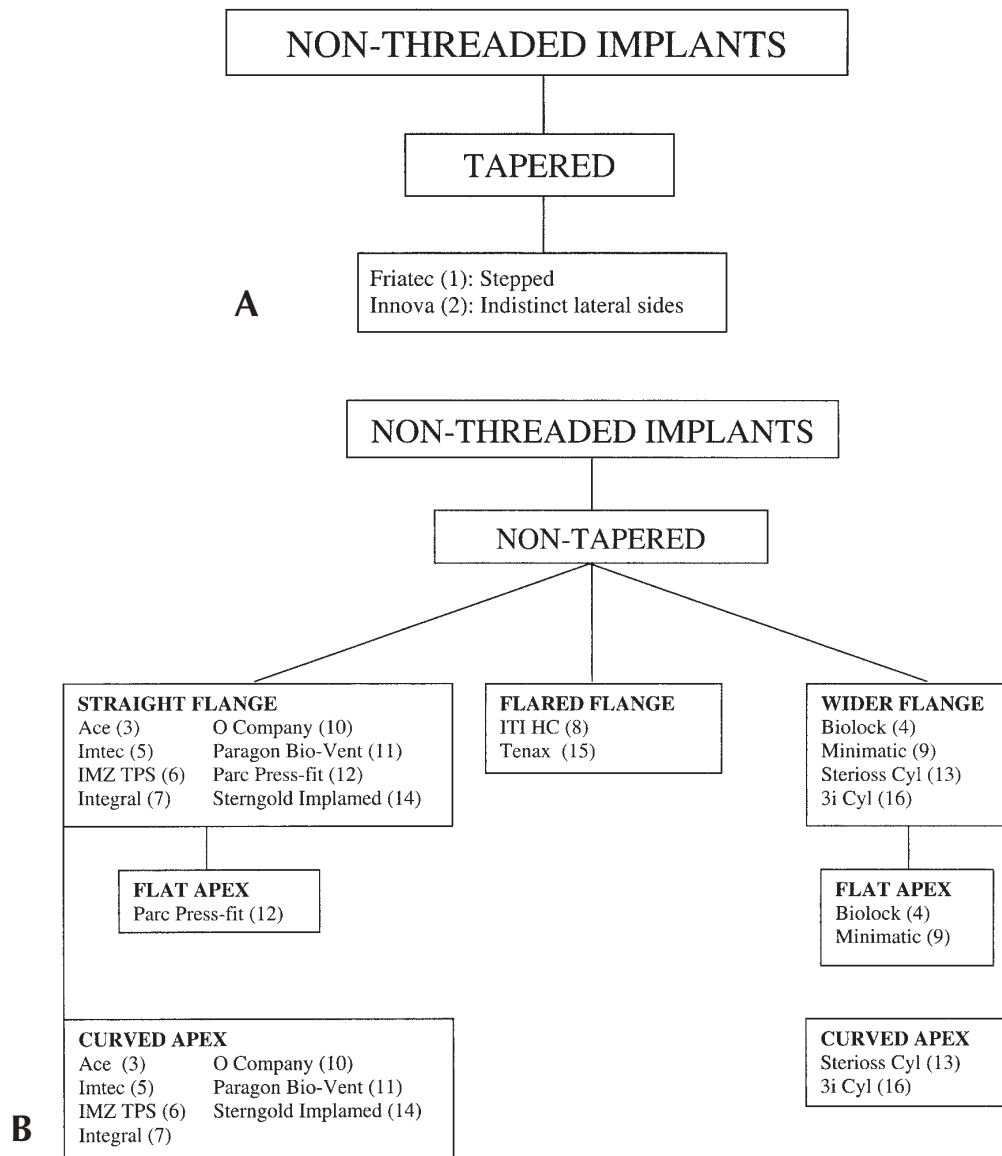 NON-THREADED IMPLANTS
TAPERED
Friatec (1): Stepped
Innova (2): Indistinct lateral sides
A
NON-THREADED IMPLANTS
NON-TAPERED
STRAIGHT FLANGE
Ace (3) O Company (10)
Imtec (5) Paragon Bio-Vent (11)
IMZ TPS (6) Parc Press-fit (12)
Integral (7) Sterngold Implamed (14)
FLARED FLANGE
ITI HC (8)
Tenax (15)
WIDER FLANGE
Biolock (4)
Minimatic (9)
Sterioss Cyl (13)
3i Cyl (16)
FLAT APEX
Parc Press-fit (12)
FLAT APEX
Biolock (4)
Minimatic (9)
CURVED APEX
Ace (3) O Company (10)
Imtec (5) Paragon Bio-Vent (11)
IMZ TPS (6) Sterngold Implamed (14)
Integral (7)
CURVED APEX
Sterioss Cyl (13)
3i Cyl (16)
B